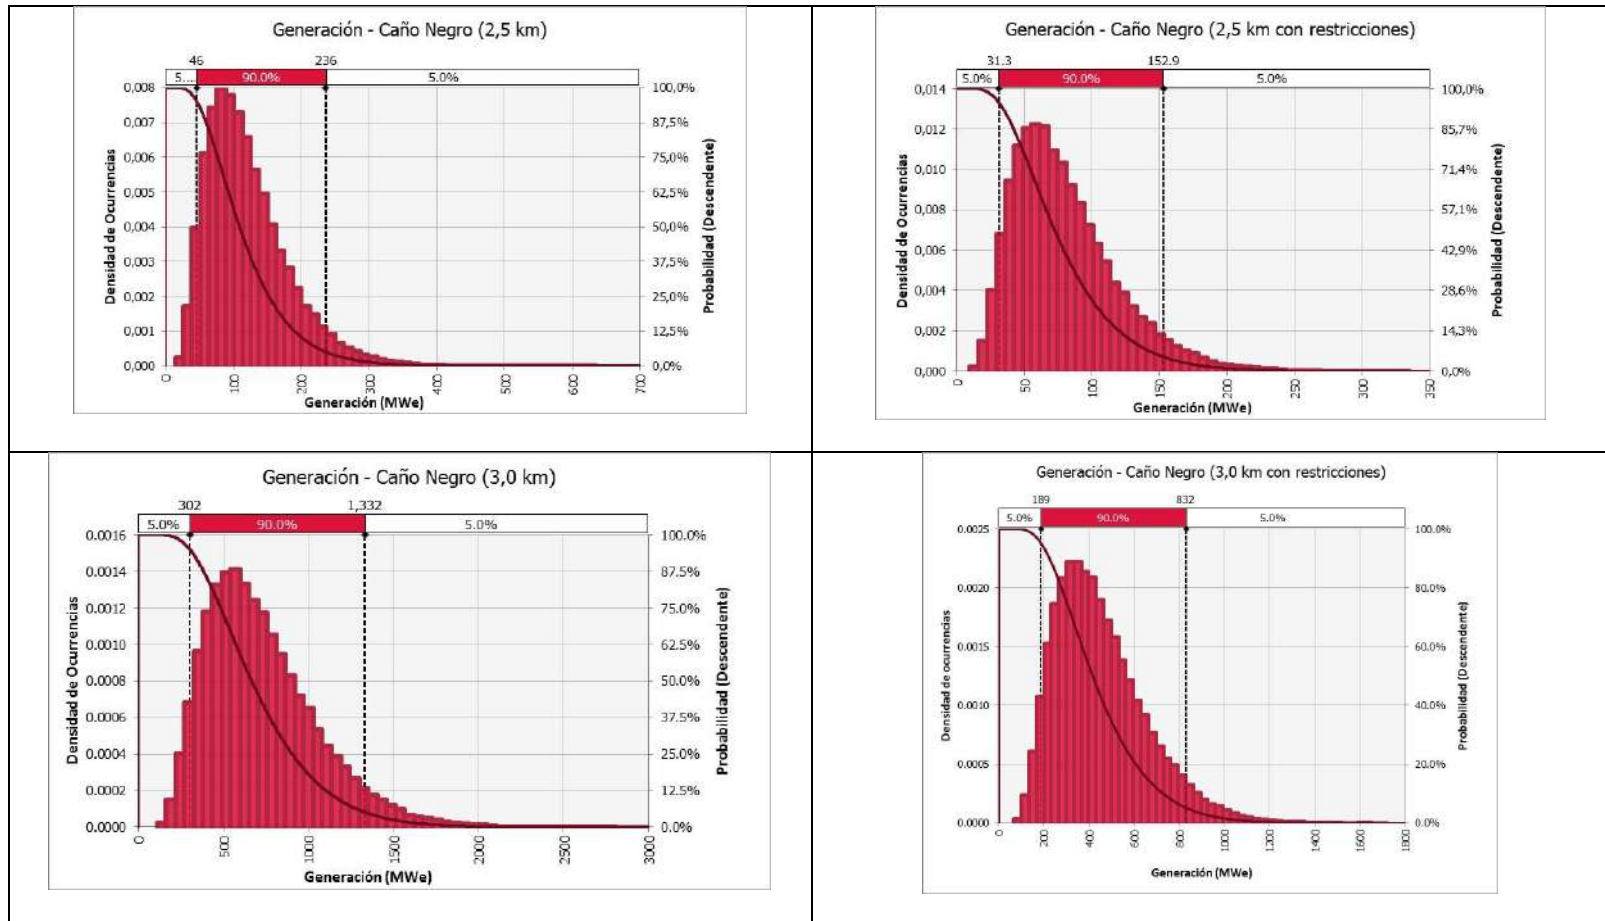 Generación - Caño Negro (2,5 km)
46 236
5... 90.0% 5.0%
0,008 100,0%
0,007 87,5%
0,006 75,0%
0,005 62,5%
0,004 50,0%
0,003 37,5%
0,002 25,0%
0,001 12,5%
0,000 0,0%
Densidad de Ocurrencias
Probabilidad (Descendente)
0 100 200 300 400 500 600 700
Generación (MWe)
Generación - Caño Negro (2,5 km con restricciones)
31.3 152.9
5.0% 90.0% 5.0%
0,014 100,0%
0,012 85,7%
0,010 71,4%
0,008 57,1%
0,006 42,9%
0,004 28,6%
0,002 14,3%
0,000 0,0%
Densidad de Ocurrencias
Probabilidad (Descendente)
0 50 100 150 200 250 300 350
Generación (MWe)
Generación - Caño Negro (3,0 km)
302 1,332
5.0% 90.0% 5.0%
0.0016 100.0%
0.0014 87.5%
0.0012 75.0%
0.0010 62.5%
0.0008 50.0%
0.0006 37.5%
0.0004 25.0%
0.0002 12.5%
0.0000 0.0%
Densidad de Ocurrencias
Probabilidad (Descendente)
0 500 1000 1500 2000 2500 3000
Generación (MWe)
Generación - Caño Negro (3,0 km con restricciones)
189 832
5.0% 90.0% 5.0%
0.0025 100.0%
0.0020 80.0%
0.0015 60.0%
0.0010 40.0%
0.0005 20.0%
0.0000 0.0%
Densidad de ocurrencias
Probabilidad (Descendente)
0 200 400 600 800 1000 1200 1400 1600 1800
Generación (MWe)